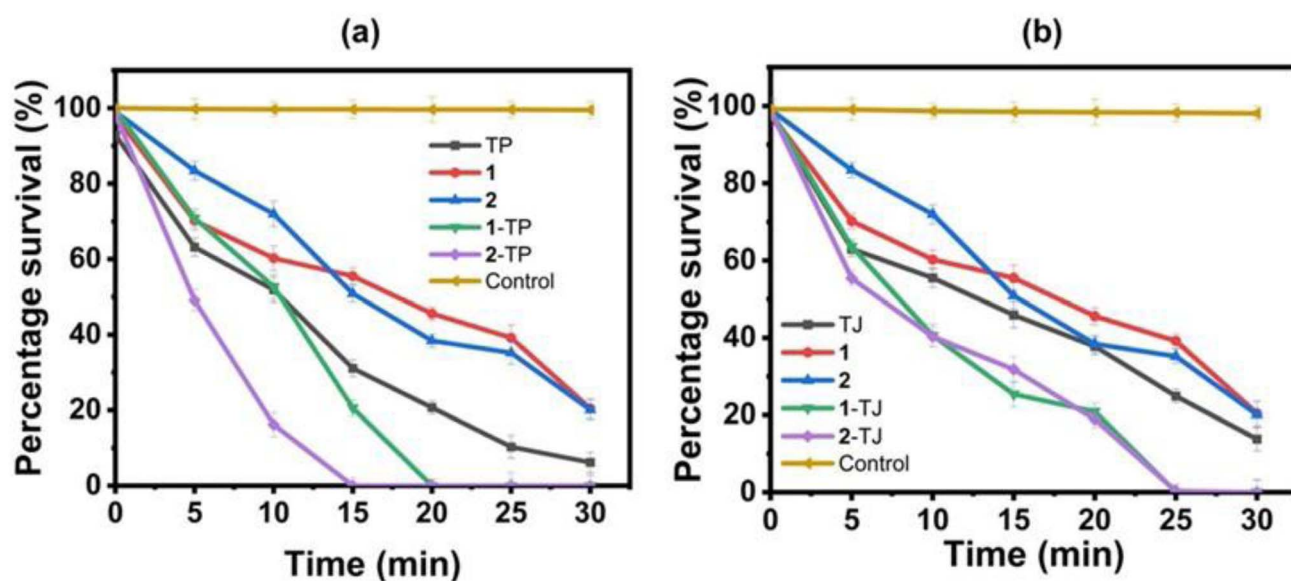 (a)
Percentage survival (%)
100
80
60
40
20
0
TP
1
2
1-TP
2-TP
Control
0 5 10 15 20 25 30
Time (min)
(b)
Percentage survival (%)
100
80
60
40
20
0
TJ
1
2
1-TJ
2-TJ
Control
0 5 10 15 20 25 30
Time (min)